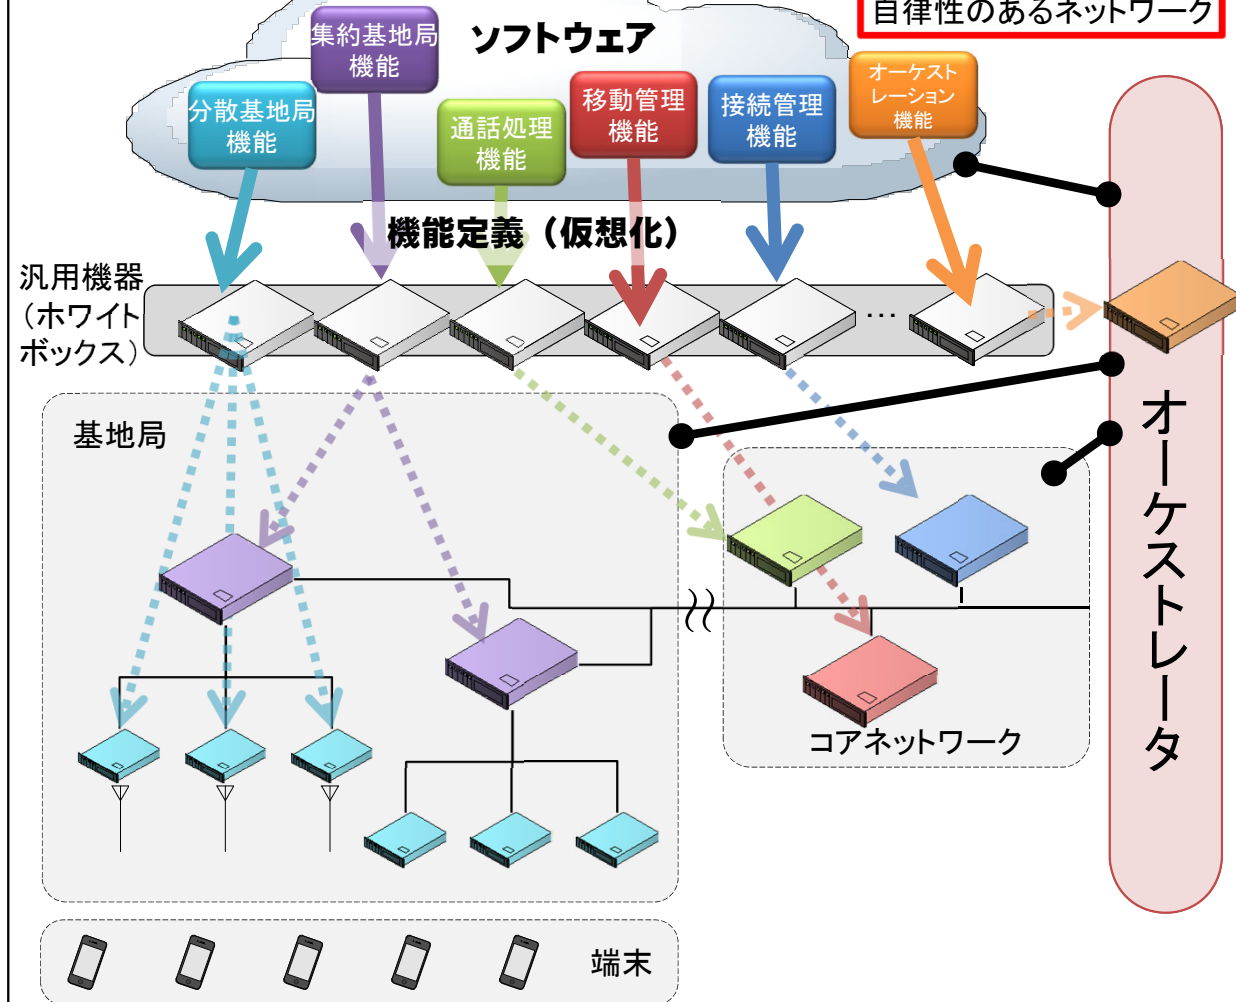 自律性のあるネットワーク
ソフトウェア
集約基地局
機能
分散基地局
機能
通話処理
機能
移動管理
機能
接続管理
機能
オーケスト
レーション
機能
機能定義（仮想化）
汎用機器
（ホワイト
ボックス）
…
基地局
コアネットワーク
オーケストレータ
端末